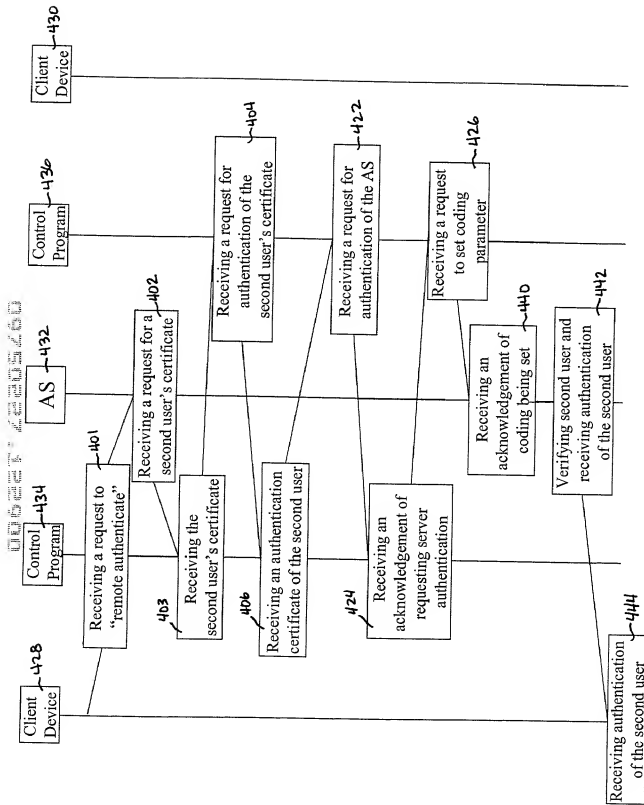 Client
Device
428
Control
Program
434
AS
432
Control
Program
436
Client
Device
430
Receiving a request to
"remote authenticate"
401
Receiving a request for a
second user's certificate
402
403
Receiving the
second user's certificate
Receiving a request for
authentication of the
second user's certificate
404
406
Receiving an authentication
certificate of the second user
Receiving a request for
authentication of the AS
422
424
Receiving an
acknowledgement of
requesting server
authentication
Receiving a request
to set coding
parameter
426
Receiving an
acknowledgement of
coding being set
440
Verifying second user and
receiving authentication
of the second user
442
Receiving authentication
of the second user
444